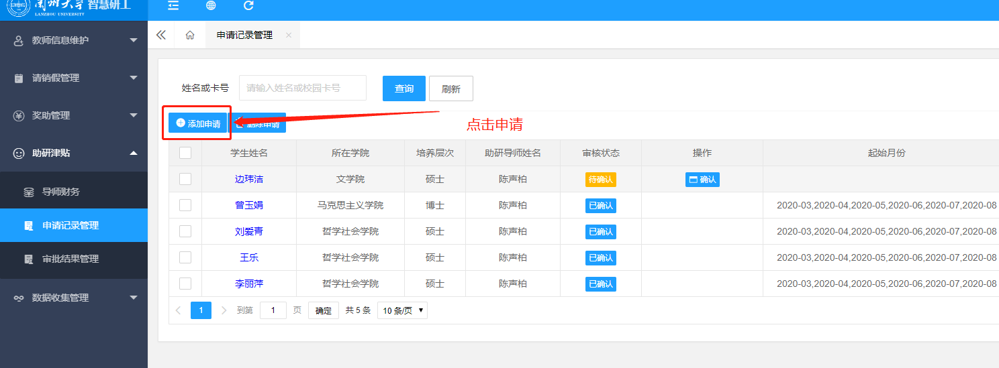 兰州大学 智慧研工
LANZHOU UNIVERSITY
教师信息维护
请销假管理
奖助管理
助研津贴
导师财务
申请记录管理
审批结果管理
数据收集管理
申请记录管理 ×
姓名或卡号 请输入姓名或校园卡号 查询 刷新
添加申请 删除申请
点击申请
学生姓名 所在学院 培养层次 助研导师姓名 审核状态 操作 起始月份
边玮洁 文学院 硕士 陈声柏 待确认 确认
曾玉娟 马克思主义学院 博士 陈声柏 已确认 2020-03,2020-04,2020-05,2020-06,2020-07,2020-08
刘爱青 哲学社会学院 硕士 陈声柏 已确认 2020-03,2020-04,2020-05,2020-06,2020-07,2020-08
王乐 哲学社会学院 硕士 陈声柏 已确认 2020-03,2020-04,2020-05,2020-06,2020-07,2020-08
李丽萍 哲学社会学院 硕士 陈声柏 已确认 2020-03,2020-04,2020-05,2020-06,2020-07,2020-08
1 到第 1 页 确定 共 5 条 10 条/页